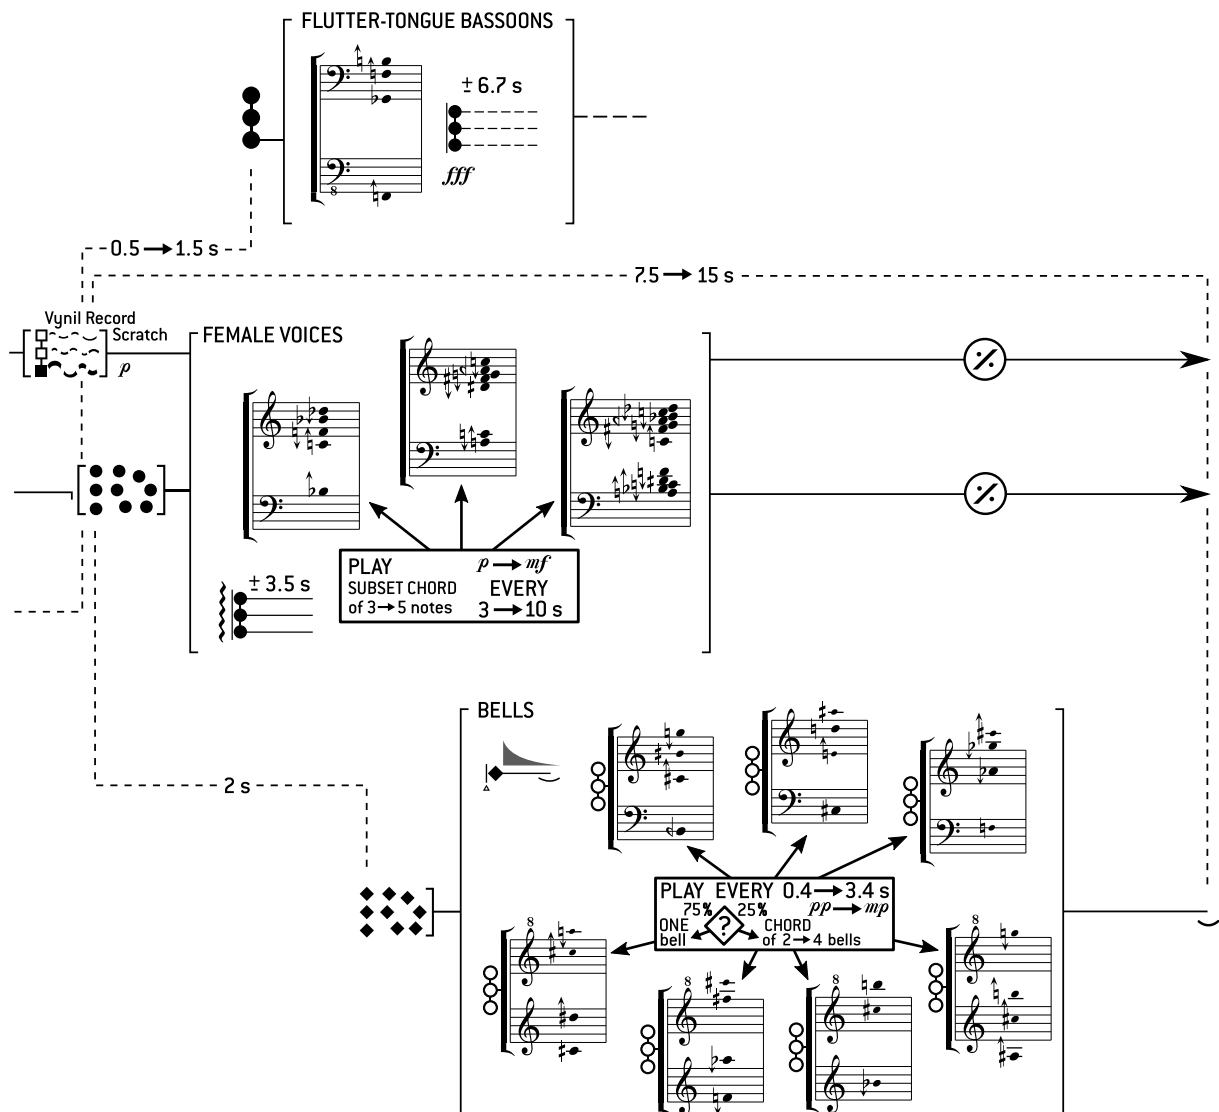 FLUTTER-TONGUE BASSOONS
± 6.7 s
8
fff
0.5 → 1.5 s
7.5 → 15 s
Vynil Record
Scratch
p
FEMALE VOICES
PLAY p → mf
SUBSET CHORD EVERY
of 3 → 5 notes 3 → 10 s
± 3.5 s
BELLS
2 s
PLAY EVERY 0.4 → 3.4 s
75% 25% pp → mp
ONE ? CHORD
bell of 2 → 4 bells
8
8
8
8